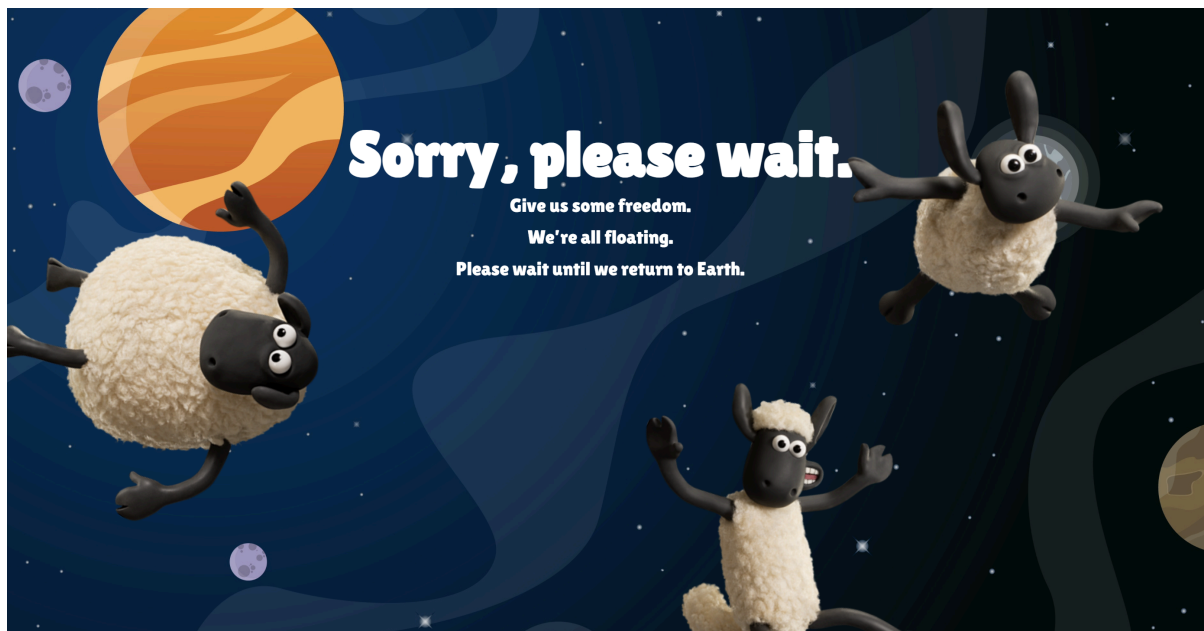 Sorry, please wait.
Give us some freedom.
We're all floating.
Please wait until we return to Earth.